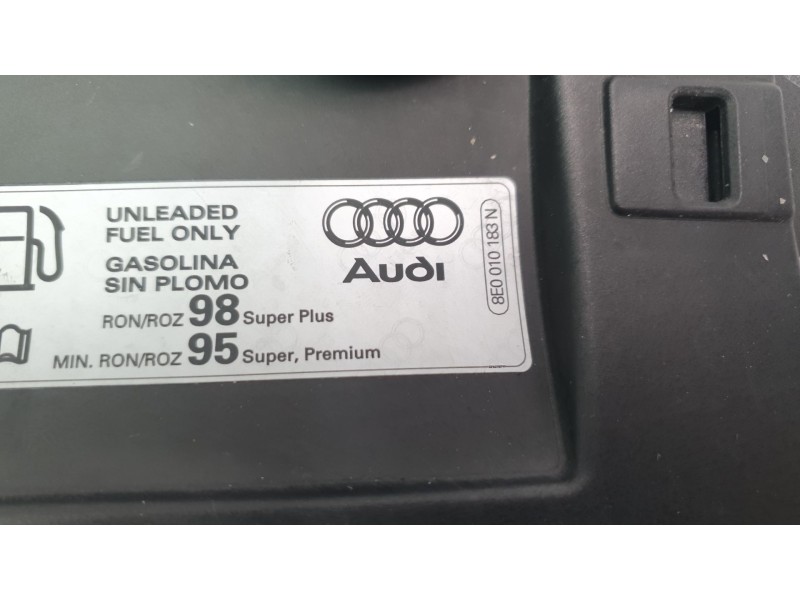 UNLEADED
FUEL ONLY
GASOLINA
SIN PLOMO
RON/ROZ 98 Super Plus
MIN. RON/ROZ 95 Super, Premium
Audi
8E0 010 183 N